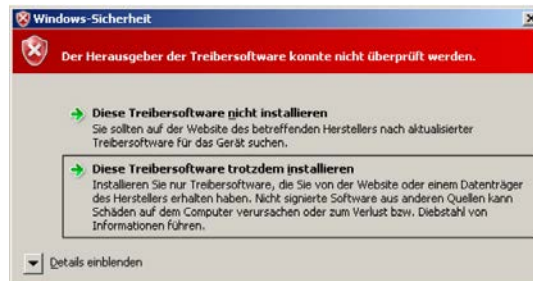 Windows-Sicherheit
Der Herausgeber der Treibersoftware konnte nicht überprüft werden.
Diese Treibersoftware nicht installieren
Sie sollten auf der Website des betreffenden Herstellers nach aktualisierter
Treibersoftware für das Gerät suchen.
Diese Treibersoftware trotzdem installieren
Installieren Sie nur Treibersoftware, die Sie von der Website oder einem Datenträger
des Herstellers erhalten haben. Nicht signierte Software aus anderen Quellen kann
Schäden auf dem Computer verursachen oder zum Verlust bzw. Diebstahl von
Informationen führen.
Details einblenden